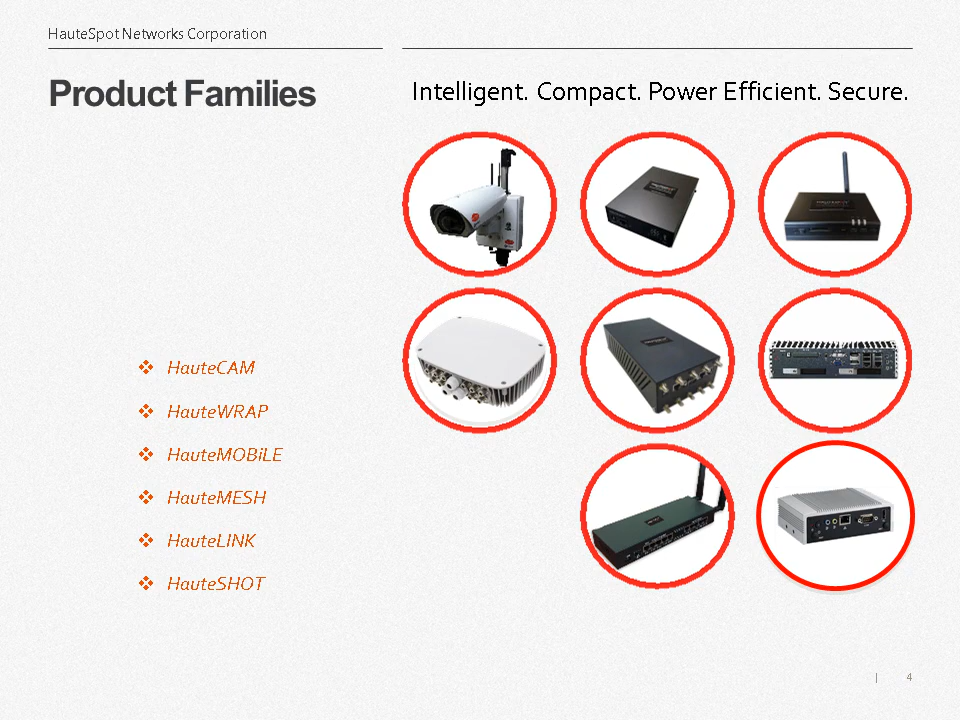 HauteSpot Networks Corporation
Product Families
Intelligent. Compact. Power Efficient. Secure.
❖ HauteCAM
❖ HauteWRAP
❖ HauteMOBiLE
❖ HauteMESH
❖ HauteLINK
❖ HauteSHOT
| 4